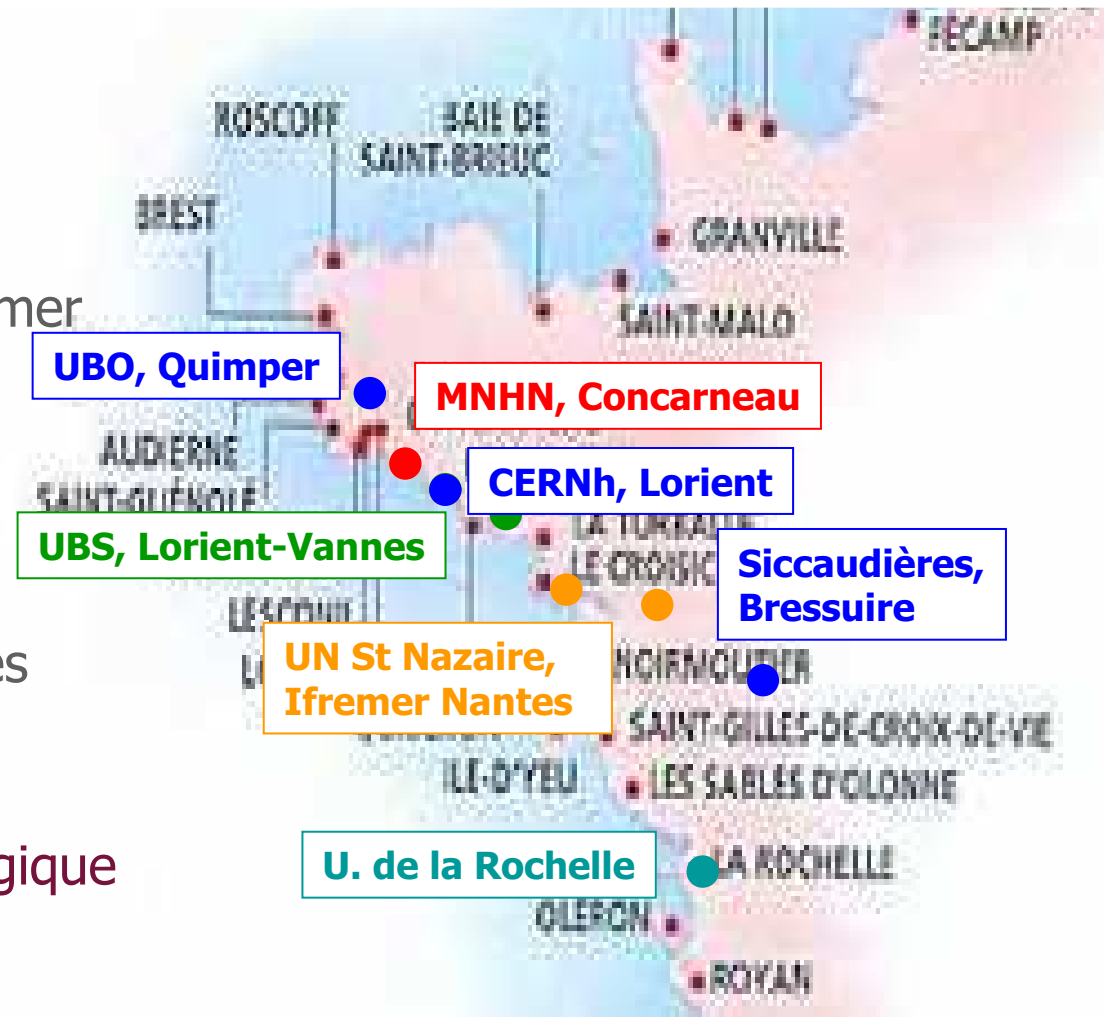 FÉCAMP
ROSCOFF
BAIE DE
SAINT-BRIEUC
BREST
GRANVILLE
mer
SAINT-MALO
UBO, Quimper
MNHN, Concarneau
AUDIERNE
SAINT-GUÉNOLÉ
CERNh, Lorient
UBS, Lorient-Vannes
LA TURBALLE
LE CROISIC
Siccaudières,
Bressuire
LESCONIL
UN St Nazaire,
Ifremer Nantes
es
NOIRMOUTIER
SAINT-GILLES-DE-CROIX-DE-VIE
ILE-D'YEU
LES SABLES D'OLONNE
gique
U. de la Rochelle
LA ROCHELLE
OLERON
ROYAN